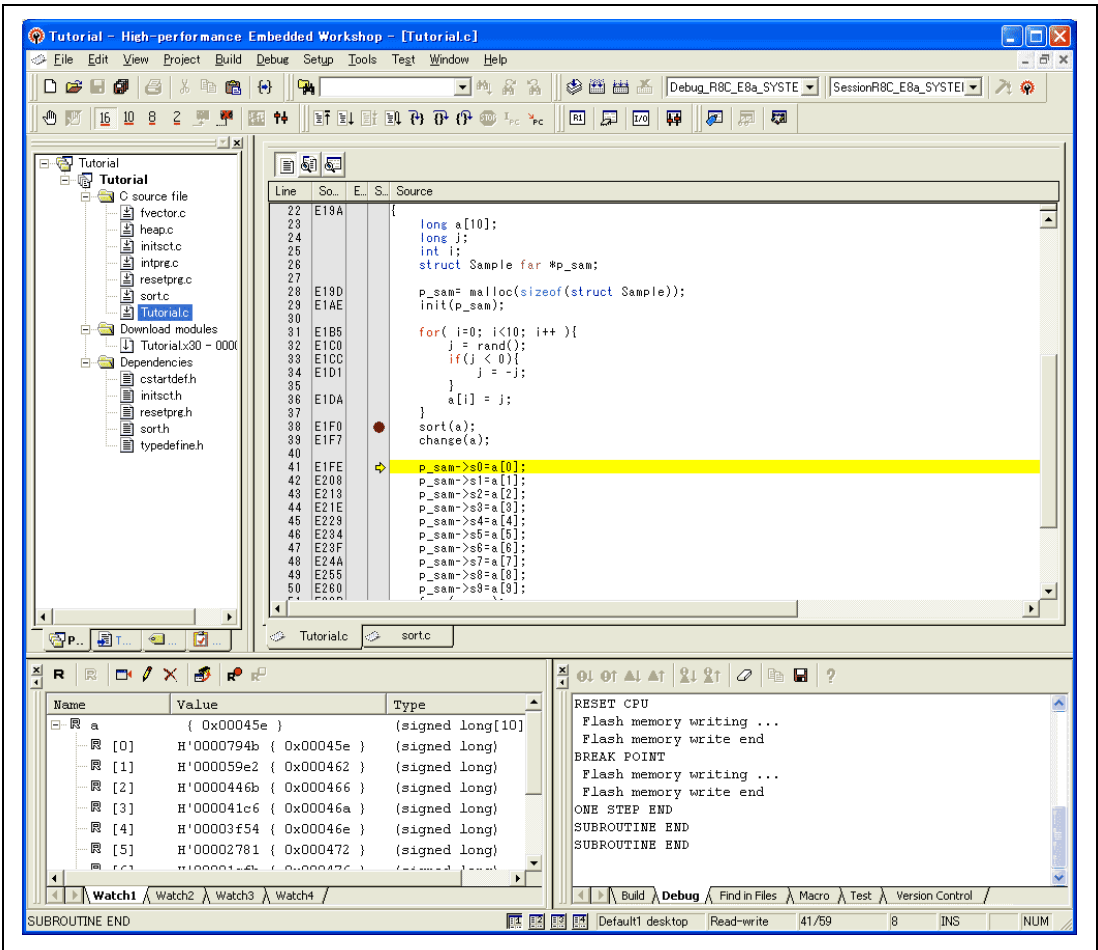 Tutorial - High-performance Embedded Workshop - [Tutorial.c]
File Edit View Project Build Debug Setup Tools Test Window Help
Debug_R8C_E8a_SYSTE SessionR8C_E8a_SYSTEI
16 10 8 2
Tutorial
Tutorial
C source file
fvector.c
heap.c
initsct.c
intprg.c
resetprg.c
sort.c
Tutorial.c
Download modules
Tutorial.x30 - 0000
Dependencies
cstartdef.h
initsct.h
resetprg.h
sort.h
typedefine.h
P.. T... ... ...
Line So... E.. S.. Source
22 E19A {
23 long a[10];
24 long j;
25 int i;
26 struct Sample far *p_sam;
27
28 E19D p_sam= malloc(sizeof(struct Sample));
29 E1AE init(p_sam);
30
31 E1B5 for( i=0; i<10; i++ ){
32 E1C0 j = rand();
33 E1CC if(j < 0){
34 E1D1 j = -j;
35 }
36 E1DA a[i] = j;
37 }
38 E1F0 sort(a);
39 E1F7 change(a);
40
41 E1FE p_sam->s0=a[0];
42 E208 p_sam->s1=a[1];
43 E213 p_sam->s2=a[2];
44 E21E p_sam->s3=a[3];
45 E229 p_sam->s4=a[4];
46 E234 p_sam->s5=a[5];
47 E23F p_sam->s6=a[6];
48 E24A p_sam->s7=a[7];
49 E255 p_sam->s8=a[8];
50 E260 p_sam->s9=a[9];
Tutorial.c sort.c
Name Value Type
R a { 0x00045e } (signed long[10]
R [0] H'0000794b { 0x00045e } (signed long)
R [1] H'000059e2 { 0x000462 } (signed long)
R [2] H'0000446b { 0x000466 } (signed long)
R [3] H'000041c6 { 0x00046a } (signed long)
R [4] H'00003f54 { 0x00046e } (signed long)
R [5] H'00002781 { 0x000472 } (signed long)
Watch1 Watch2 Watch3 Watch4
RESET CPU
Flash memory writing ...
Flash memory write end
BREAK POINT
Flash memory writing ...
Flash memory write end
ONE STEP END
SUBROUTINE END
SUBROUTINE END
Build Debug Find in Files Macro Test Version Control
SUBROUTINE END Default1 desktop Read-write 41/59 8 INS NUM